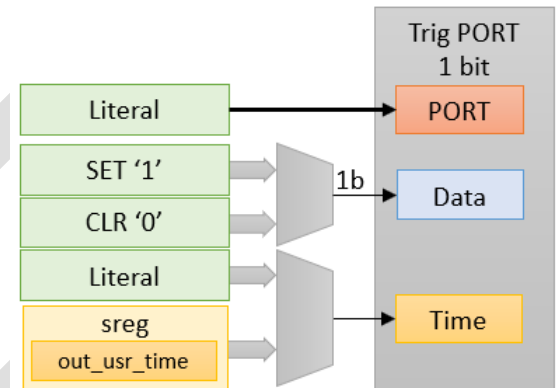 Trig PORT
1 bit
Literal
PORT
SET ‘1’
1b
Data
CLR ‘0’
Literal
sreg
Time
out_usr_time